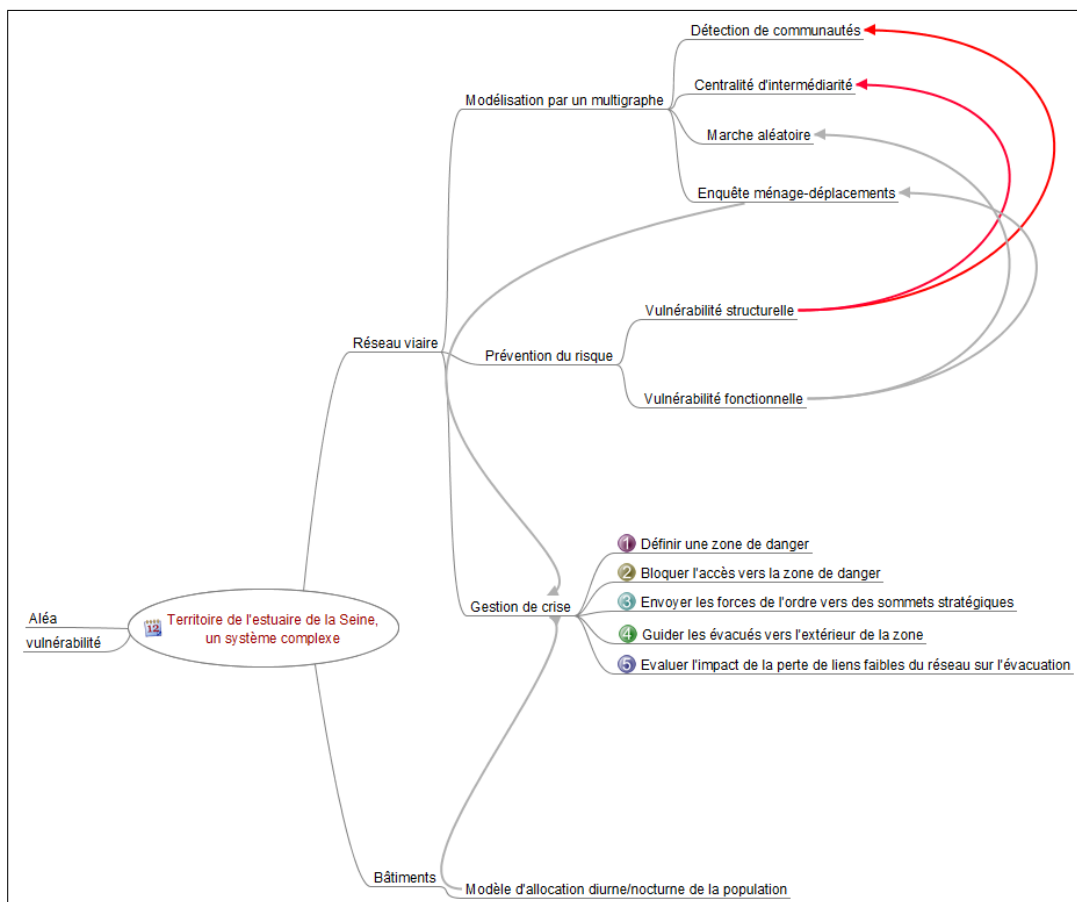 Détection de communautés
Centralité d'intermédiarité
Modélisation par un multigraphe
Marche aléatoire
Enquête ménage-déplacements
Vulnérabilité structurelle
Réseau viaire
Prévention du risque
Vulnérabilité fonctionnelle
1 Définir une zone de danger
2 Bloquer l'accès vers la zone de danger
Gestion de crise
3 Envoyer les forces de l'ordre vers des sommets stratégiques
4 Guider les évacués vers l'extérieur de la zone
5 Evaluer l'impact de la perte de liens faibles du réseau sur l'évacuation
Aléa
vulnérabilité
12 Territoire de l'estuaire de la Seine,
un système complexe
Bâtiments
Modèle d'allocation diurne/nocturne de la population